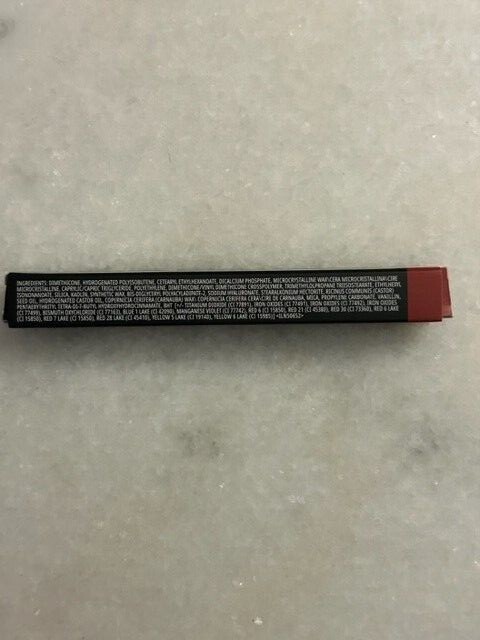 INGREDIENTS: DIMETHICONE, HYDROGENATED POLYISOBUTENE, CETEARYL ETHYLHEXANOATE, DICALCIUM PHOSPHATE, MICROCRYSTALLINE WAX\CERA MICROCRISTALLINA\CIRE
MICROCRISTALLINE, CAPRYLIC/CAPRIC TRIGLYCERIDE, POLYETHYLENE, DIMETHICONE/VINYL DIMETHICONE CROSSPOLYMER, TRIMETHYLOLPROPANE TRIISOSTEARATE, ETHYLHEXYL
ISONONANOATE, SILICA, KAOLIN, SYNTHETIC WAX, BIS-DIGLYCERYL POLYACYLADIPATE-2, SODIUM HYALURONATE, STEARALKONIUM HECTORITE, RICINUS COMMUNIS (CASTOR)
SEED OIL, HYDROGENATED CASTOR OIL, COPERNICIA CERIFERA (CARNAUBA) WAX\ COPERNICIA CERIFERA CERA\CIRE DE CARNAUBA, MICA, PROPYLENE CARBONATE, VANILLIN,
PENTAERYTHRITYL TETRA-DI-T-BUTYL HYDROXYHYDROCINNAMATE, BHT [+/- TITANIUM DIOXIDE (CI 77891), IRON OXIDES (CI 77491), IRON OXIDES (CI 77492), IRON OXIDES
(CI 77499), BISMUTH OXYCHLORIDE (CI 77163), BLUE 1 LAKE (CI 42090), MANGANESE VIOLET (CI 77742), RED 6 (CI 15850), RED 21 (CI 45380), RED 30 (CI 73360), RED 6 LAKE
(CI 15850), RED 7 LAKE (CI 15850), RED 28 LAKE (CI 45410), YELLOW 5 LAKE (CI 19140), YELLOW 6 LAKE (CI 15985)] <ILN50652>